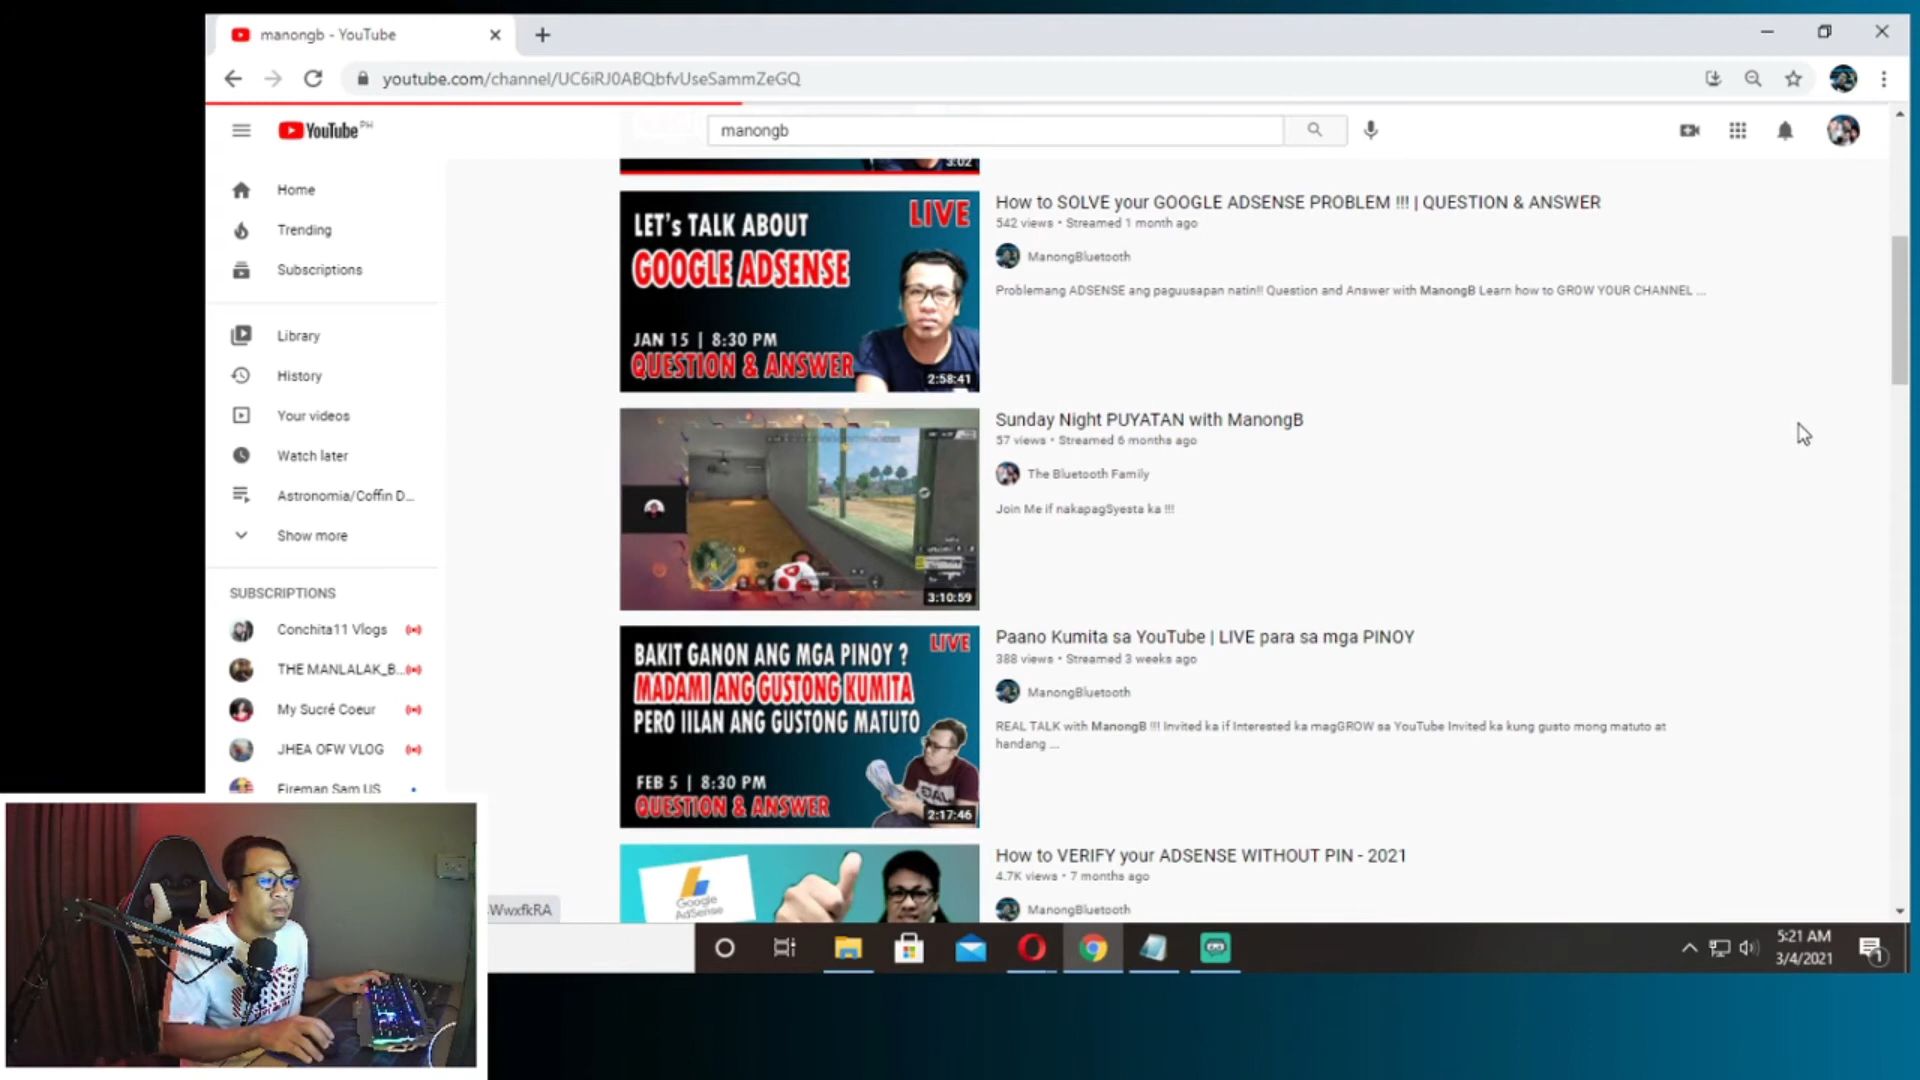 manongb - YouTube
youtube.com/channel/UC6iRJ0ABQbfvUseSammZeGQ
YouTube PH
manongb
Home
Trending
Subscriptions
Library
History
Your videos
Watch later
Astronomia/Coffin D...
Show more
SUBSCRIPTIONS
Conchita11 Vlogs
THE MANLALAK_B...
My Sucré Coeur
JHEA OFW VLOG
Fireman Sam US
3:02
LET's TALK ABOUT
LIVE
GOOGLE ADSENSE
JAN 15 | 8:30 PM
QUESTION & ANSWER
2:58:41
How to SOLVE your GOOGLE ADSENSE PROBLEM !!! | QUESTION & ANSWER
542 views • Streamed 1 month ago
ManongBluetooth
Problemang ADSENSE ang paguusapan natin!! Question and Answer with ManongB Learn how to GROW YOUR CHANNEL ...
3:10:59
Sunday Night PUYATAN with ManongB
57 views • Streamed 6 months ago
The Bluetooth Family
Join Me if nakapagSyesta ka !!!
BAKIT GANON ANG MGA PINOY ?
LIVE
MADAMI ANG GUSTONG KUMITA
PERO IILAN ANG GUSTONG MATUTO
FEB 5 | 8:30 PM
QUESTION & ANSWER
2:17:46
Paano Kumita sa YouTube | LIVE para sa mga PINOY
388 views • Streamed 3 weeks ago
ManongBluetooth
REAL TALK with ManongB !!! Invited ka if Interested ka magGROW sa YouTube Invited ka kung gusto mong matuto at
handang ...
Google
AdSense
How to VERIFY your ADSENSE WITHOUT PIN - 2021
4.7K views • 7 months ago
ManongBluetooth
WwxfkRA
5:21 AM
3/4/2021
1